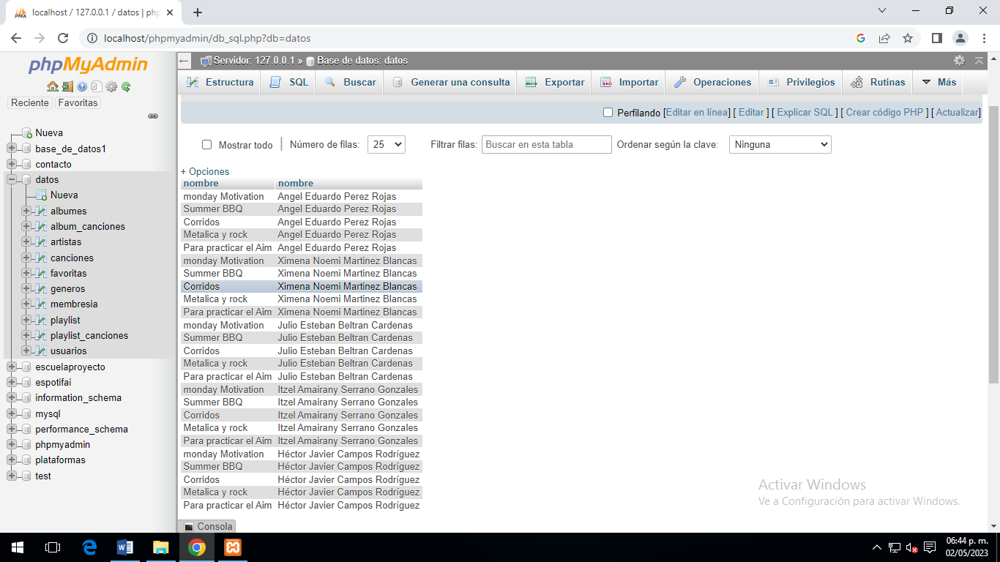 localhost / 127.0.0.1 / datos | php
localhost/phpmyadmin/db_sql.php?db=datos
phpMyAdmin
Reciente Favoritas
Nueva
base_de_datos1
contacto
datos
Nueva
albumes
album_canciones
artistas
canciones
favoritas
generos
membresia
playlist
playlist_canciones
usuarios
escuelaproyecto
espotifai
information_schema
mysql
performance_schema
phpmyadmin
plataformas
test
Servidor: 127.0.0.1 » Base de datos: datos
Estructura SQL Buscar Generar una consulta Exportar Importar Operaciones Privilegios Rutinas Más
Perfilando [Editar en línea] [ Editar ] [ Explicar SQL ] [ Crear código PHP ] [ Actualizar]
Mostrar todo | Número de filas: 25 Filtrar filas: Buscar en esta tabla Ordenar según la clave: Ninguna
+ Opciones
nombre nombre
monday Motivation Angel Eduardo Perez Rojas
Summer BBQ Angel Eduardo Perez Rojas
Corridos Angel Eduardo Perez Rojas
Metalica y rock Angel Eduardo Perez Rojas
Para practicar el Aim Angel Eduardo Perez Rojas
monday Motivation Ximena Noemi Martinez Blancas
Summer BBQ Ximena Noemi Martinez Blancas
Corridos Ximena Noemi Martinez Blancas
Metalica y rock Ximena Noemi Martinez Blancas
Para practicar el Aim Ximena Noemi Martinez Blancas
monday Motivation Julio Esteban Beltran Cardenas
Summer BBQ Julio Esteban Beltran Cardenas
Corridos Julio Esteban Beltran Cardenas
Metalica y rock Julio Esteban Beltran Cardenas
Para practicar el Aim Julio Esteban Beltran Cardenas
monday Motivation Itzel Amairany Serrano Gonzales
Summer BBQ Itzel Amairany Serrano Gonzales
Corridos Itzel Amairany Serrano Gonzales
Metalica y rock Itzel Amairany Serrano Gonzales
Para practicar el Aim Itzel Amairany Serrano Gonzales
monday Motivation Héctor Javier Campos Rodríguez
Summer BBQ Héctor Javier Campos Rodríguez
Corridos Héctor Javier Campos Rodríguez
Metalica y rock Héctor Javier Campos Rodríguez
Para practicar el Aim Héctor Javier Campos Rodríguez
Activar Windows
Ve a Configuración para activar Windows.
Consola
06:44 p. m.
02/05/2023